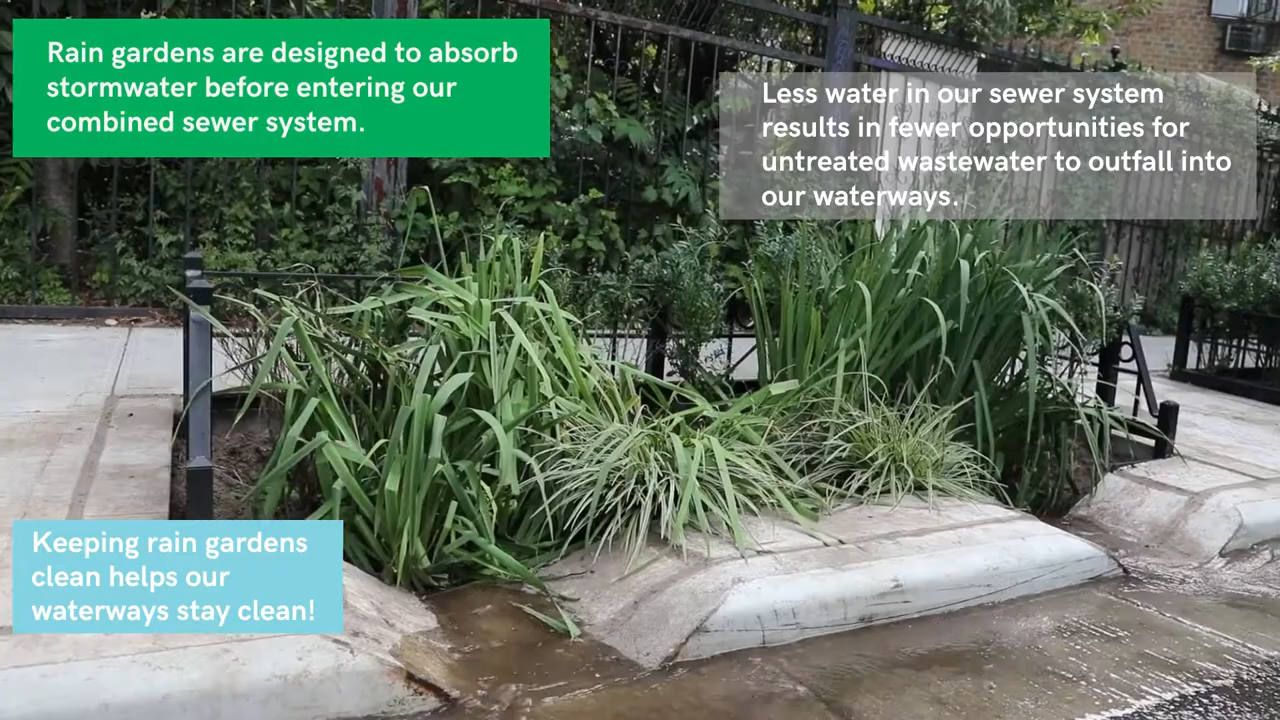 Rain gardens are designed to absorb
stormwater before entering our
combined sewer system.
Less water in our sewer system
results in fewer opportunities for
untreated wastewater to outfall into
our waterways.
Keeping rain gardens
clean helps our
waterways stay clean!